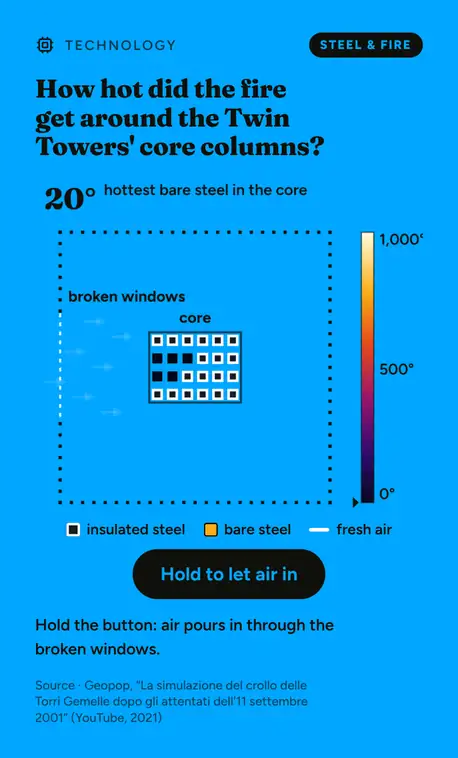 TECHNOLOGY
STEEL & FIRE
How hot did the fire
get around the Twin
Towers' core columns?
20° hottest bare steel in the core
1,000°
broken windows
core
500°
0°
insulated steel
bare steel
fresh air
Hold to let air in
Hold the button: air pours in through the
broken windows.
Source · Geopop, "La simulazione del crollo delle
Torri Gemelle dopo gli attentati dell'11 settembre
2001" (YouTube, 2021)